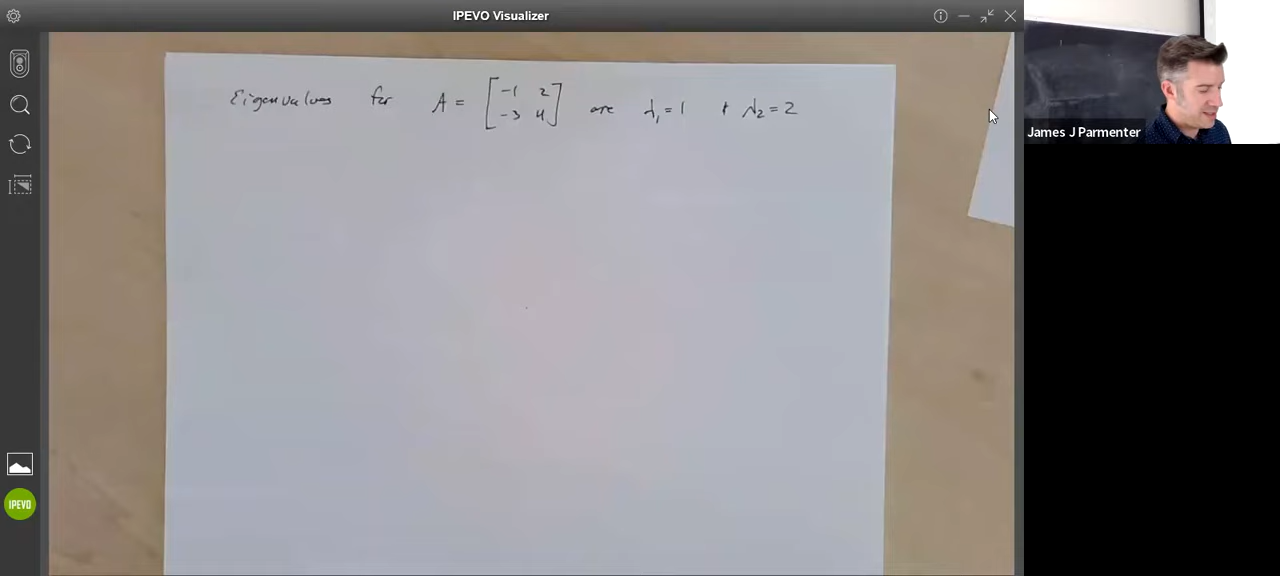 IPEVO Visualizer
Eigenvalues for A = [-1 2 -3 4] are λ₁ = 1 + λ₂ = 2
James J Parmenter
IPEVO